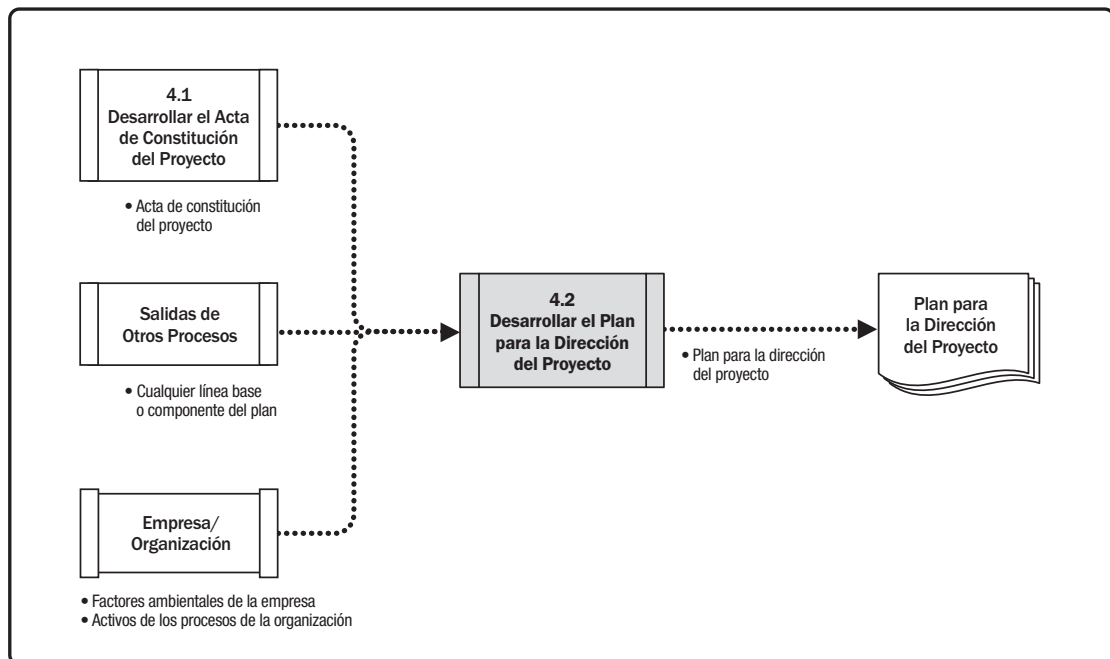 4.1
Desarrollar el Acta
de Constitución
del Proyecto
• Acta de constitución
del proyecto
Salidas de
Otros Procesos
• Cualquier línea base
o componente del plan
Empresa/
Organización
• Factores ambientales de la empresa
• Activos de los procesos de la organización
4.2
Desarrollar el Plan
para la Dirección
del Proyecto
• Plan para la dirección
del proyecto
Plan para
la Dirección
del Proyecto